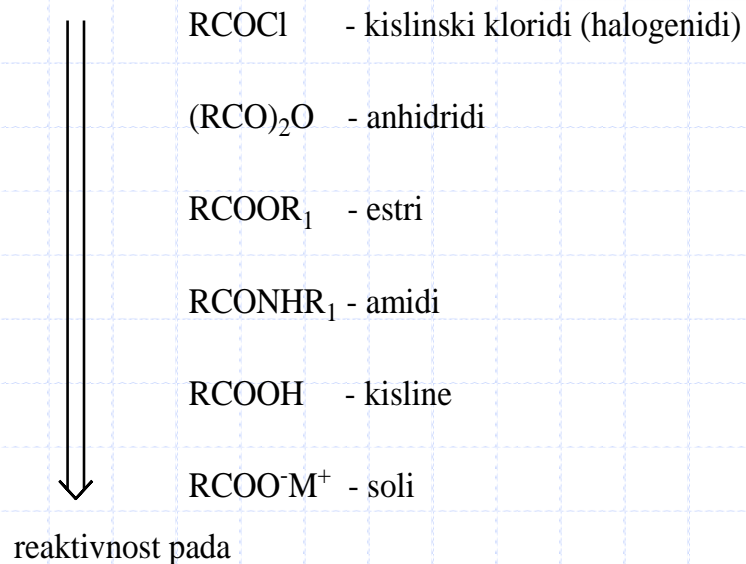 RCOCl - kislinski kloridi (halogenidi)
(RCO)₂O - anhidridi
RCOOR₁ - estri
RCONHR₁ - amidi
RCOOH - kisline
RCOO⁻M⁺ - soli
reaktivnost pada